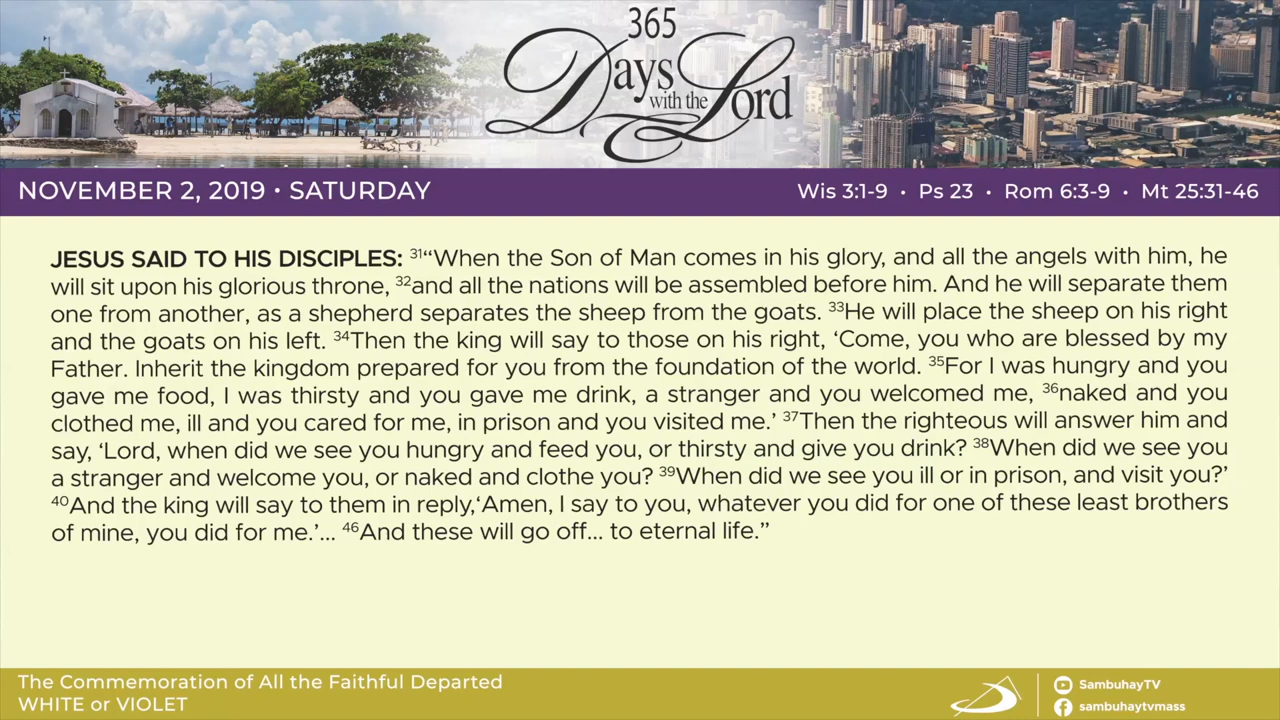 365
Days with the Lord
NOVEMBER 2, 2019 • SATURDAY
Wis 3:1-9 • Ps 23 • Rom 6:3-9 • Mt 25:31-46
JESUS SAID TO HIS DISCIPLES: ³¹“When the Son of Man comes in his glory, and all the angels with him, he
will sit upon his glorious throne, ³²and all the nations will be assembled before him. And he will separate them
one from another, as a shepherd separates the sheep from the goats. ³³He will place the sheep on his right
and the goats on his left. ³⁴Then the king will say to those on his right, ‘Come, you who are blessed by my
Father. Inherit the kingdom prepared for you from the foundation of the world. ³⁵For I was hungry and you
gave me food, I was thirsty and you gave me drink, a stranger and you welcomed me, ³⁶naked and you
clothed me, ill and you cared for me, in prison and you visited me.’ ³⁷Then the righteous will answer him and
say, ‘Lord, when did we see you hungry and feed you, or thirsty and give you drink? ³⁸When did we see you
a stranger and welcome you, or naked and clothe you? ³⁹When did we see you ill or in prison, and visit you?’
⁴⁰And the king will say to them in reply,‘Amen, I say to you, whatever you did for one of these least brothers
of mine, you did for me.’... ⁴⁶And these will go off... to eternal life.”
The Commemoration of All the Faithful Departed
WHITE or VIOLET
SambuhayTV
sambuhaytvmass